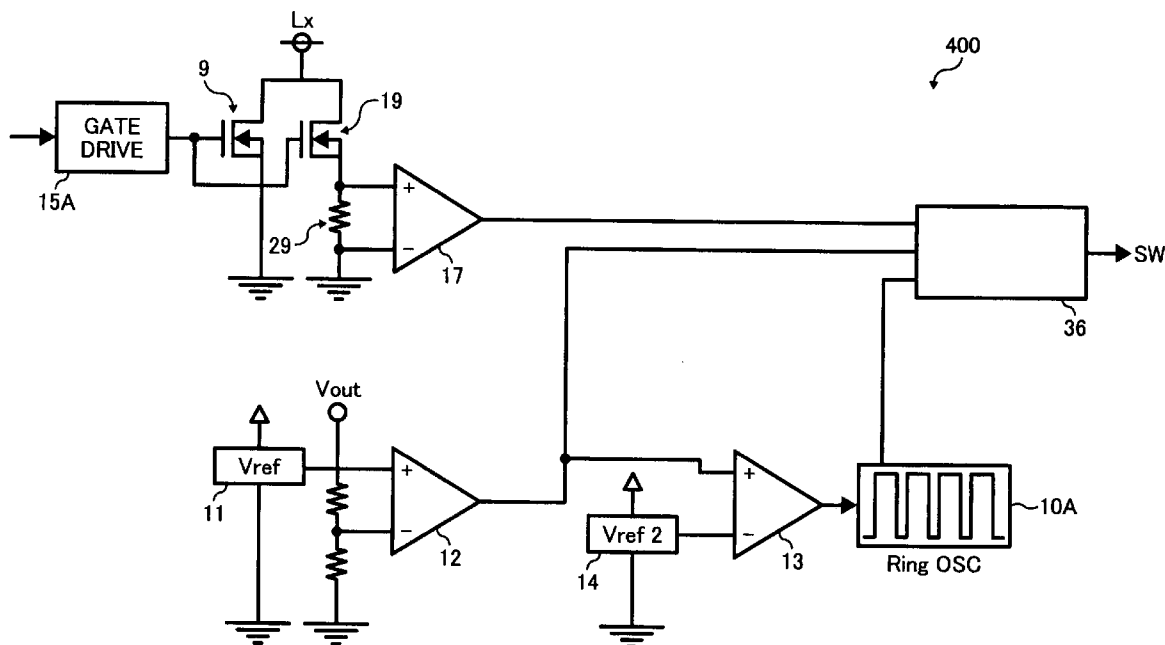 Lx
400
9
19
GATE
DRIVE
15A
+
−
29
17
SW
36
Vout
Vref
11
+
−
12
Vref 2
14
+
−
13
10A
Ring OSC